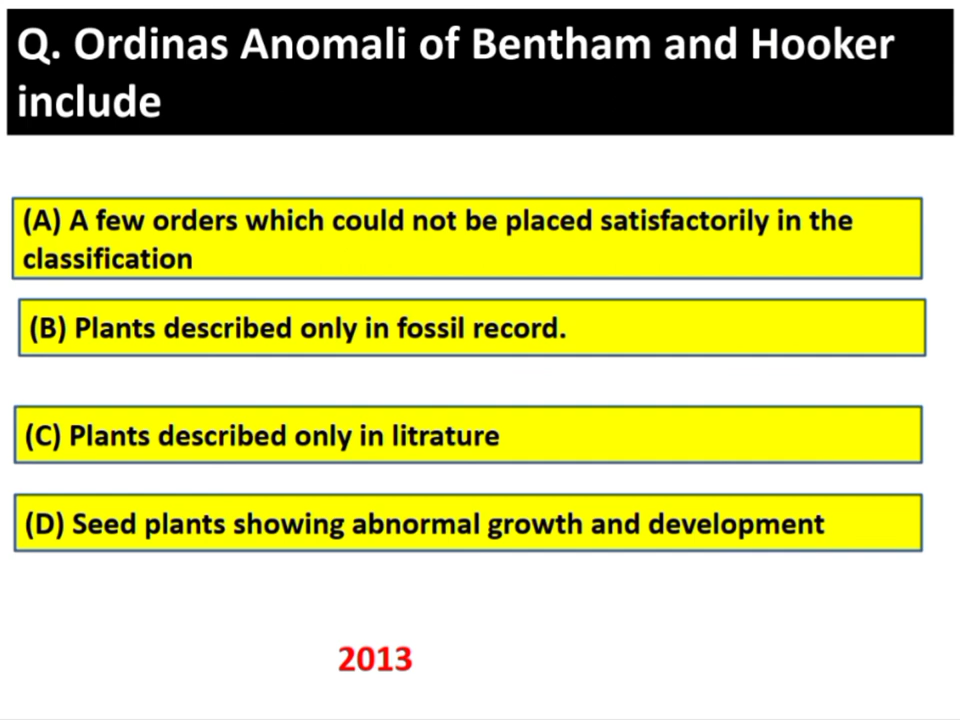 Q. Ordinas Anomali of Bentham and Hooker
include
(A) A few orders which could not be placed satisfactorily in the
classification
(B) Plants described only in fossil record.
(C) Plants described only in litrature
(D) Seed plants showing abnormal growth and development
2013